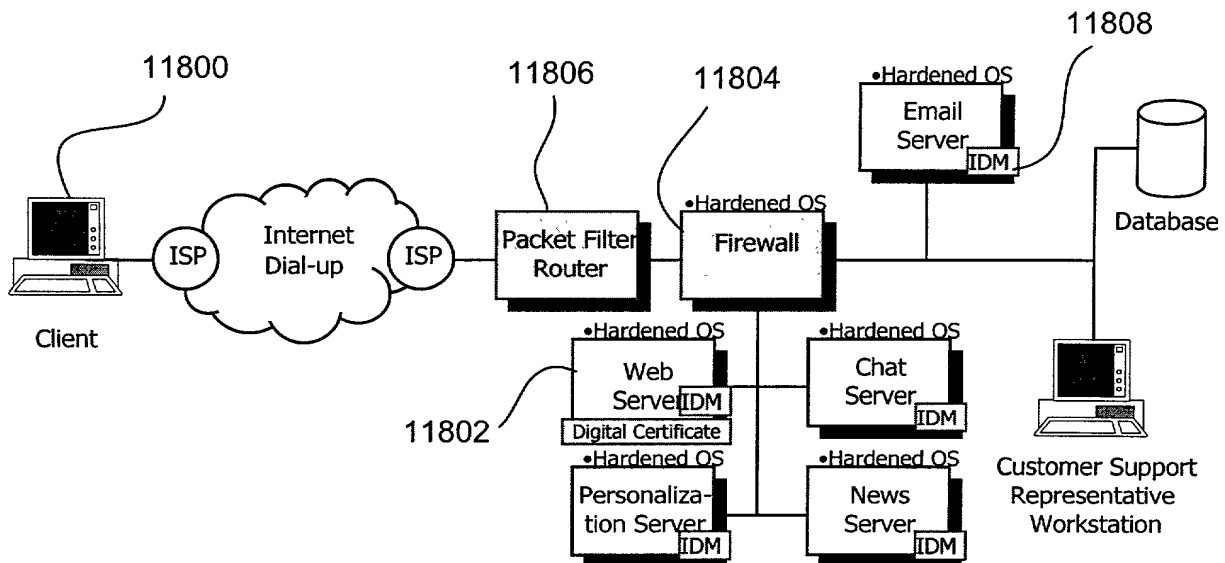 11800
11806
11804
11808
•Hardened OS
Email
Server
IDM
Database
ISP
Internet
Dial-up
ISP
Packet Filter
Router
•Hardened OS
Firewall
Client
•Hardened OS
Web
Server
IDM
Digital Certificate
11802
•Hardened OS
Chat
Server
IDM
•Hardened OS
Personaliza-
tion Server
IDM
•Hardened OS
News
Server
IDM
Customer Support
Representative
Workstation